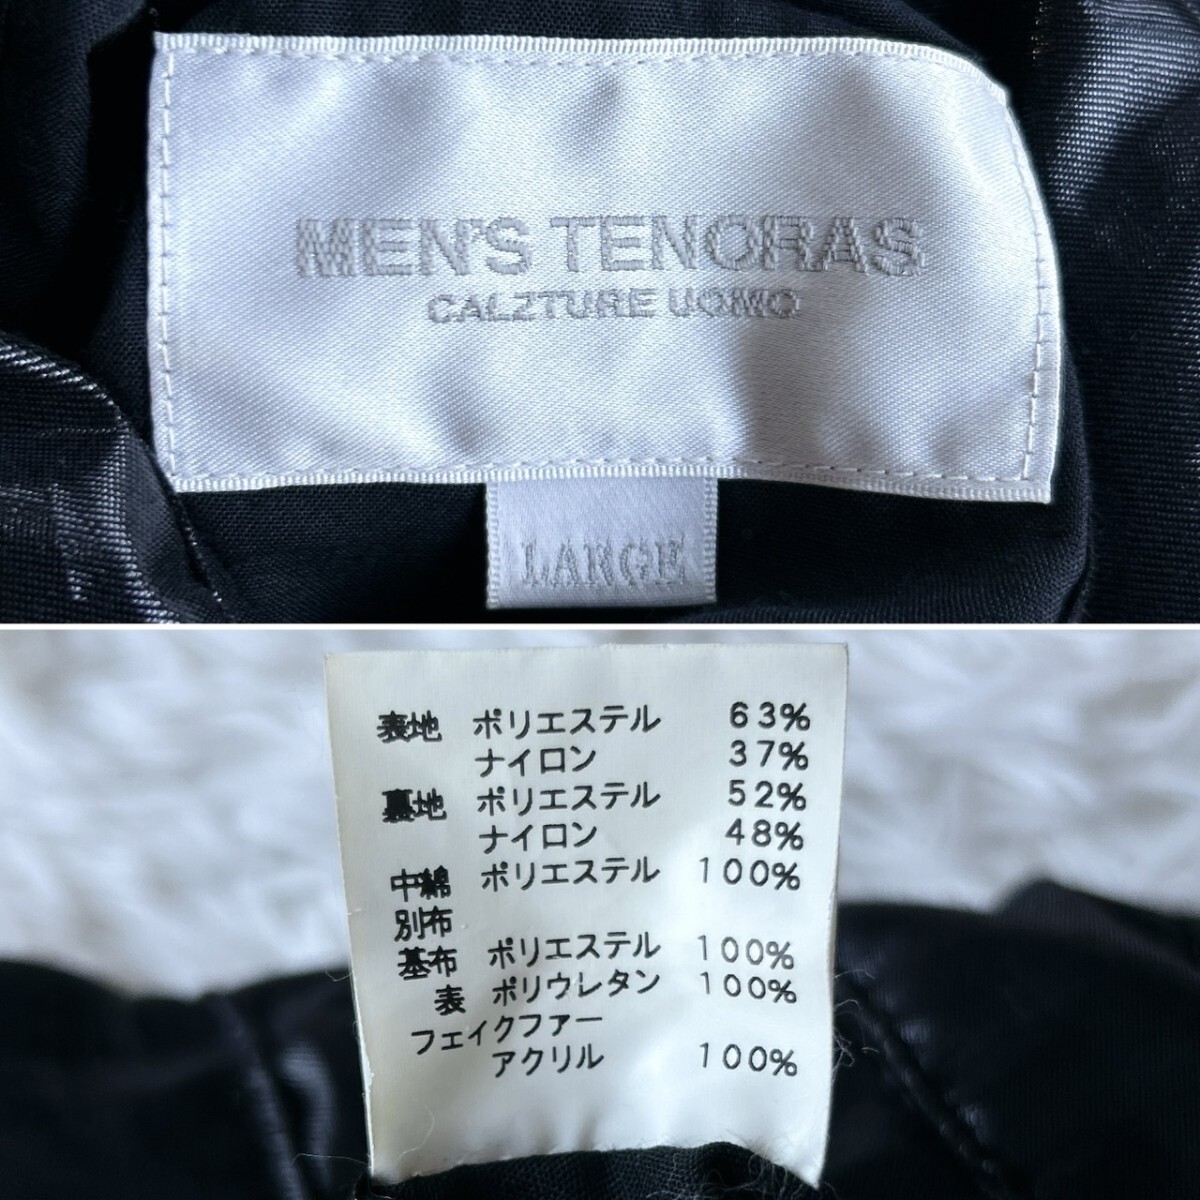 MEN'S TENORAS
CALZTURE UOMO
LARGE
表地 ポリエステル 63%
ナイロン 37%
裏地 ポリエステル 52%
ナイロン 48%
中綿 ポリエステル 100%
別布
基布 ポリエステル 100%
表 ポリウレタン 100%
フェイクファー
アクリル 100%